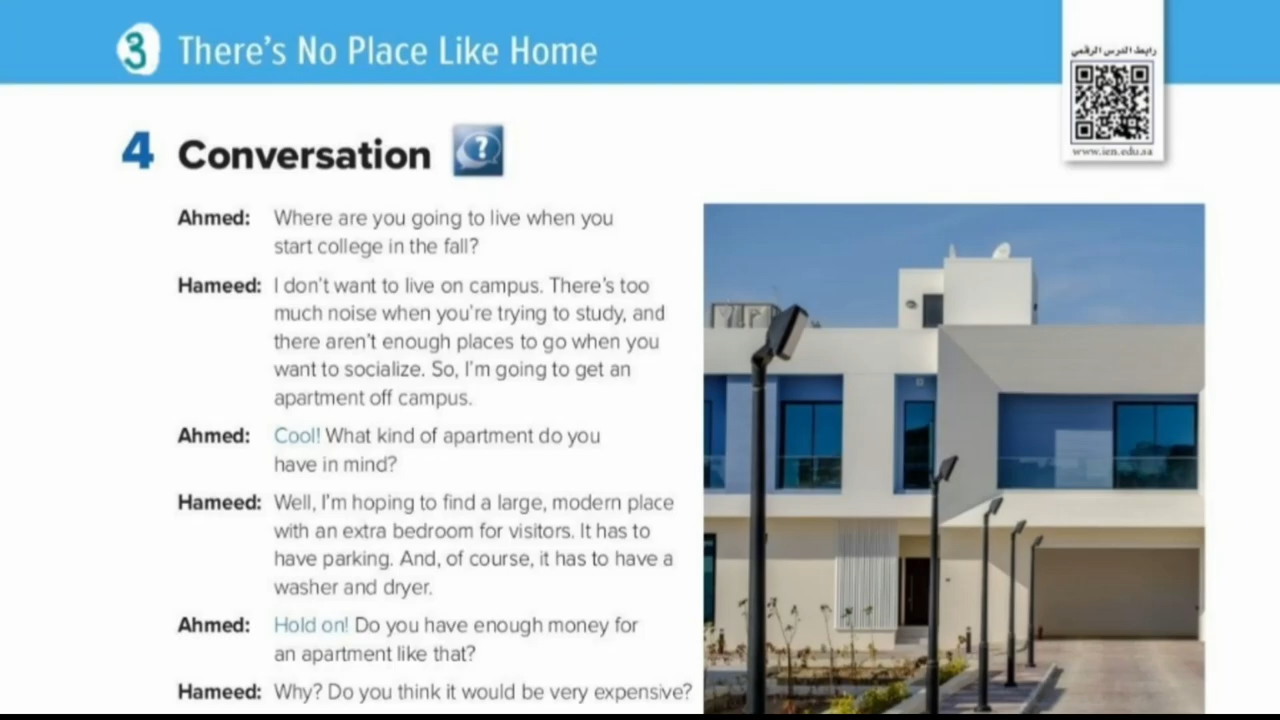 3 There's No Place Like Home
رابط الدرس الرقمي
www.ien.edu.sa
4 Conversation
Ahmed: Where are you going to live when you
start college in the fall?
Hameed: I don't want to live on campus. There's too
much noise when you're trying to study, and
there aren't enough places to go when you
want to socialize. So, I'm going to get an
apartment off campus.
Ahmed: Cool! What kind of apartment do you
have in mind?
Hameed: Well, I'm hoping to find a large, modern place
with an extra bedroom for visitors. It has to
have parking. And, of course, it has to have a
washer and dryer.
Ahmed: Hold on! Do you have enough money for
an apartment like that?
Hameed: Why? Do you think it would be very expensive?